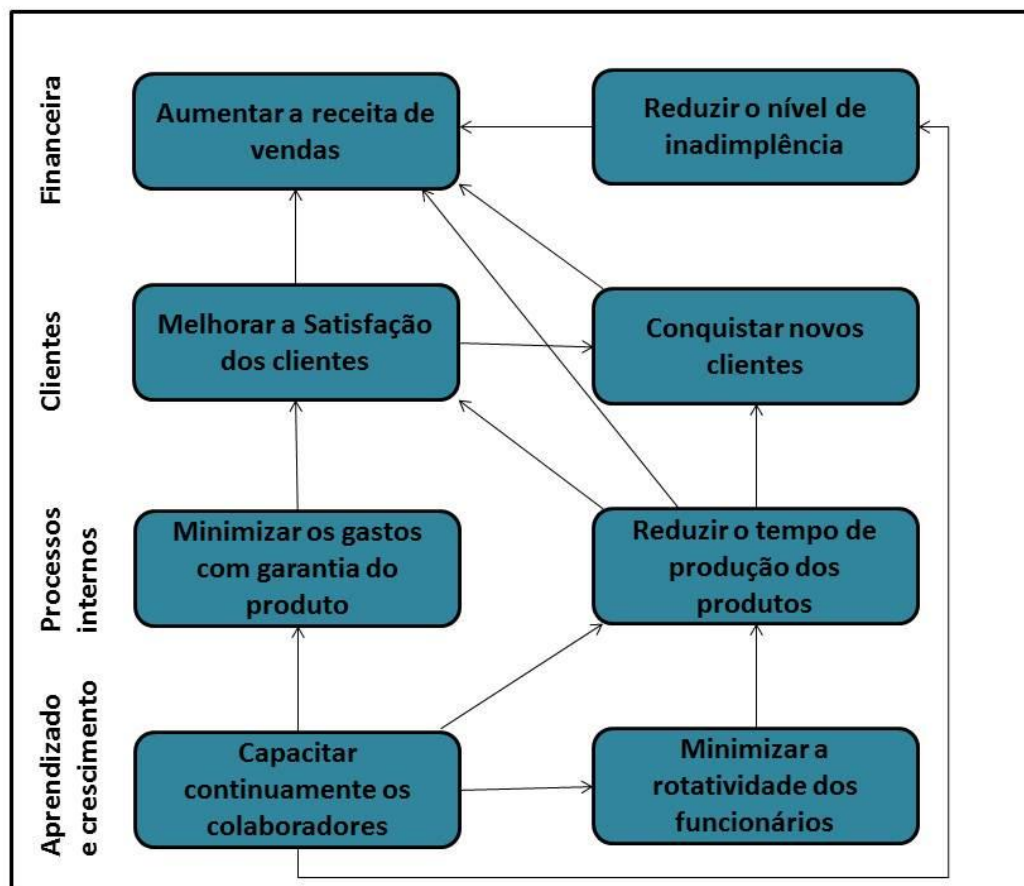 Financeira
Aumentar a receita de
vendas
Reduzir o nível de
inadimplência
Clientes
Melhorar a Satisfação
dos clientes
Conquistar novos
clientes
Processos
internos
Minimizar os gastos
com garantia do
produto
Reduzir o tempo de
produção dos
produtos
Aprendizado
e crescimento
Capacitar
continuamente os
colaboradores
Minimizar a
rotatividade dos
funcionários